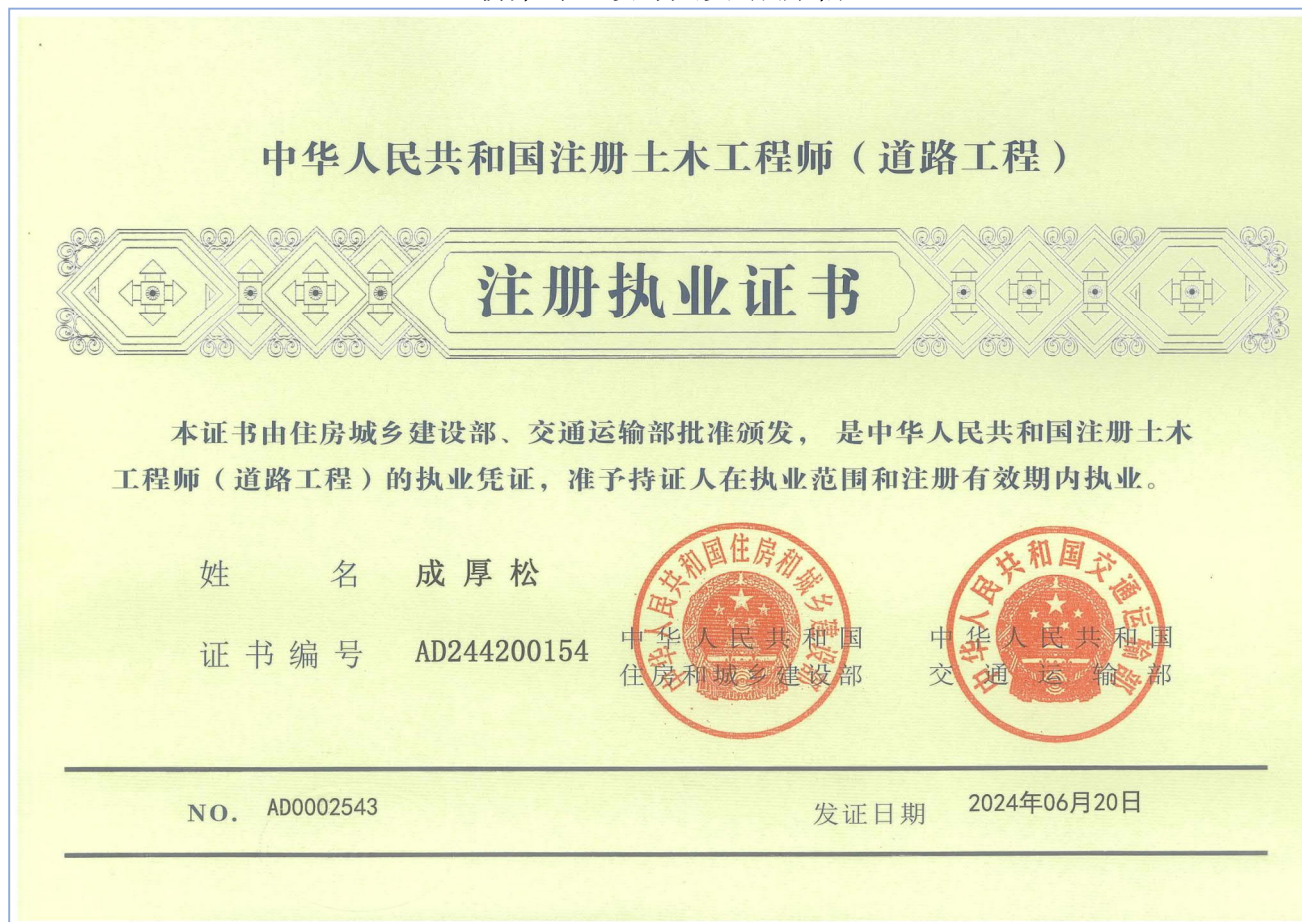 中华人民共和国注册土木工程师（道路工程）
注册执业证书
本证书由住房城乡建设部、交通运输部批准颁发， 是中华人民共和国注册土木
工程师（道路工程）的执业凭证，准予持证人在执业范围和注册有效期内执业。
姓 名 成厚松
证书编号 AD244200154
中华人民共和国住房和城乡建设部
中华人民共和国
住房和城乡建设部
中华人民共和国交通运输部
中华人民共和国
交通运输部
NO. AD0002543
发证日期 2024年06月20日